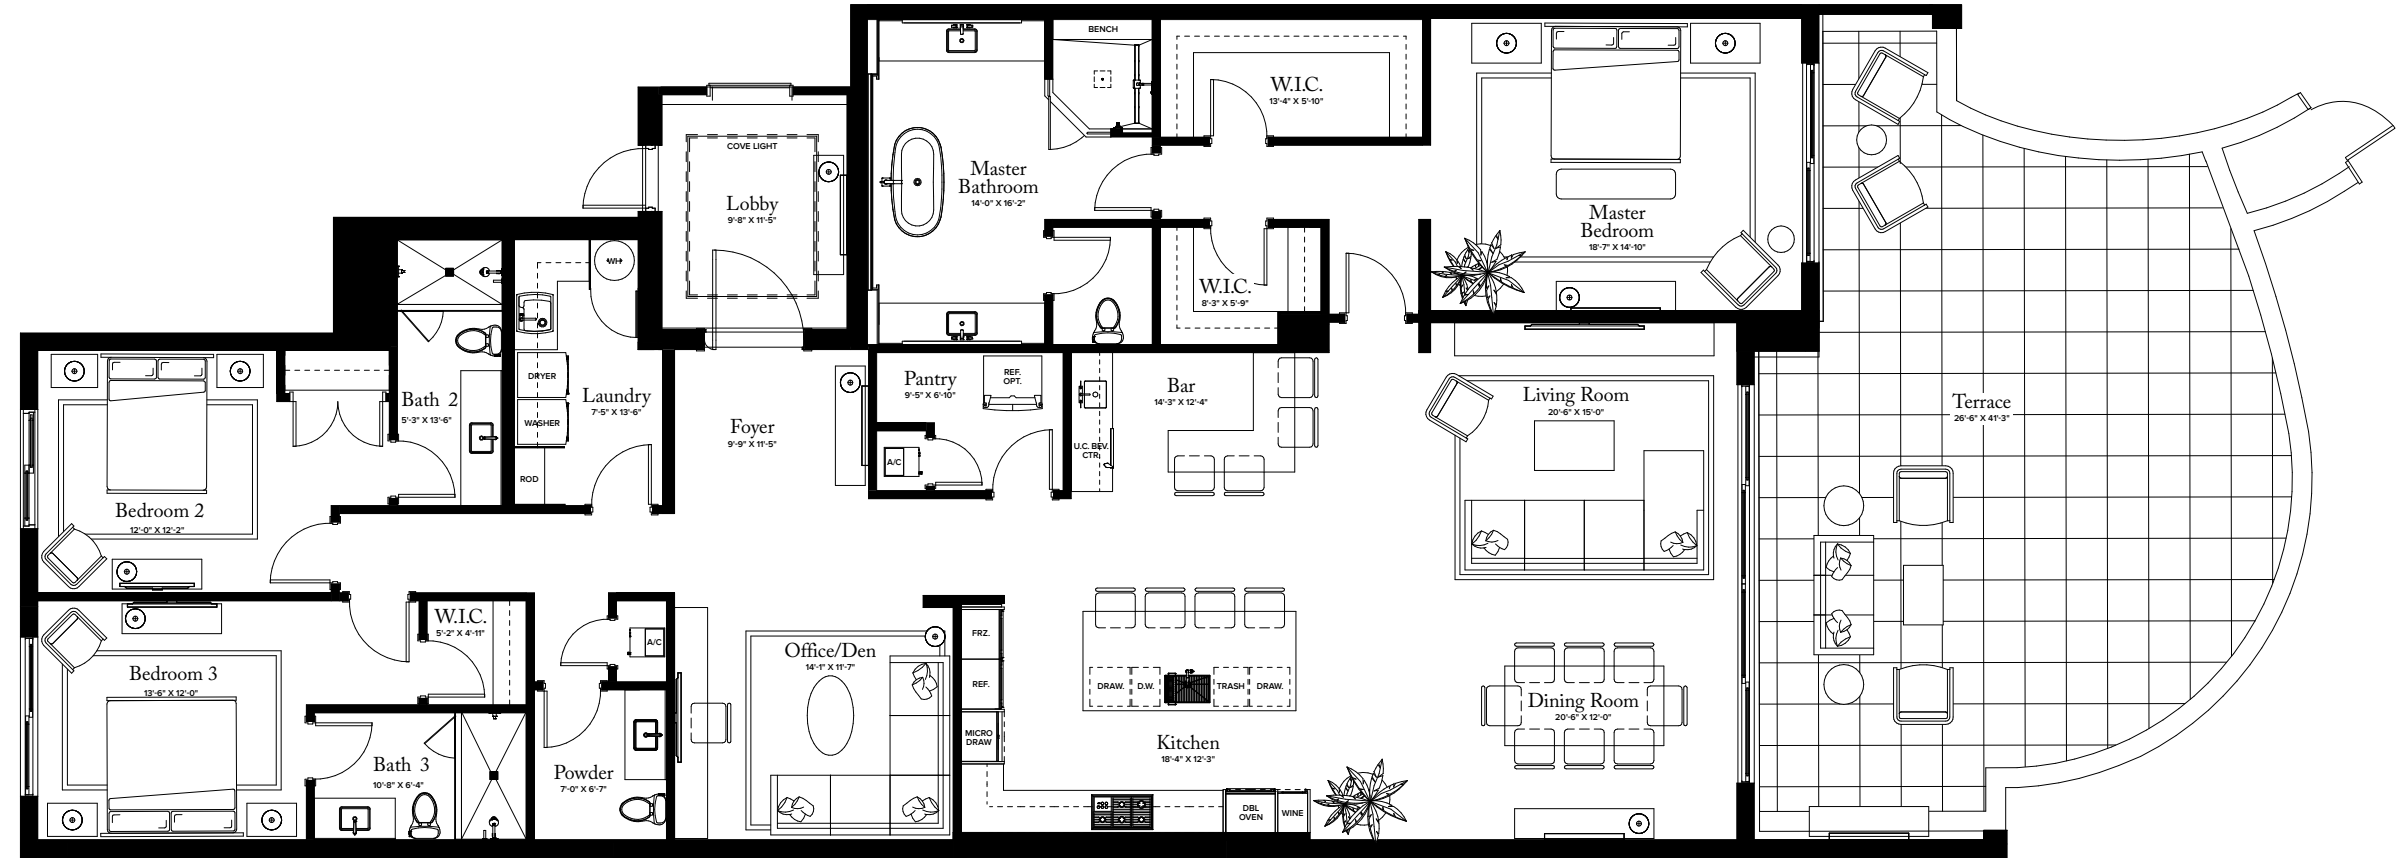 BENCH
W.I.C.
13'-4" X 5'-10"
COVE LIGHT
Lobby
9'-8" X 11'-5"
Master
Bathroom
14'-0" X 16'-2"
Master
Bedroom
18'-7" X 14'-10"
W.I.C.
8'-3" X 5'-9"
WH
DRYER
WASHER
ROD
Laundry
7'-5" X 13'-6"
Bath 2
5'-3" X 13'-6"
Bedroom 2
12'-0" X 12'-2"
Foyer
9'-9" X 11'-5"
Pantry
9'-5" X 6'-10"
REF.
OPT.
A/C
Bar
14'-3" X 12'-4"
U.C. BEV.
CTR.
Living Room
20'-6" X 15'-0"
Terrace
26'-6" X 41'-3"
W.I.C.
5'-2" X 4'-11"
A/C
Bedroom 3
13'-6" X 12'-0"
Bath 3
10'-8" X 6'-4"
Powder
7'-0" X 6'-7"
Office/Den
14'-1" X 11'-7"
FRZ.
REF.
MICRO
DRAW
DRAW.
D.W.
TRASH
DRAW.
Kitchen
18'-4" X 12'-3"
DBL
OVEN
WINE
Dining Room
20'-6" X 12'-0"